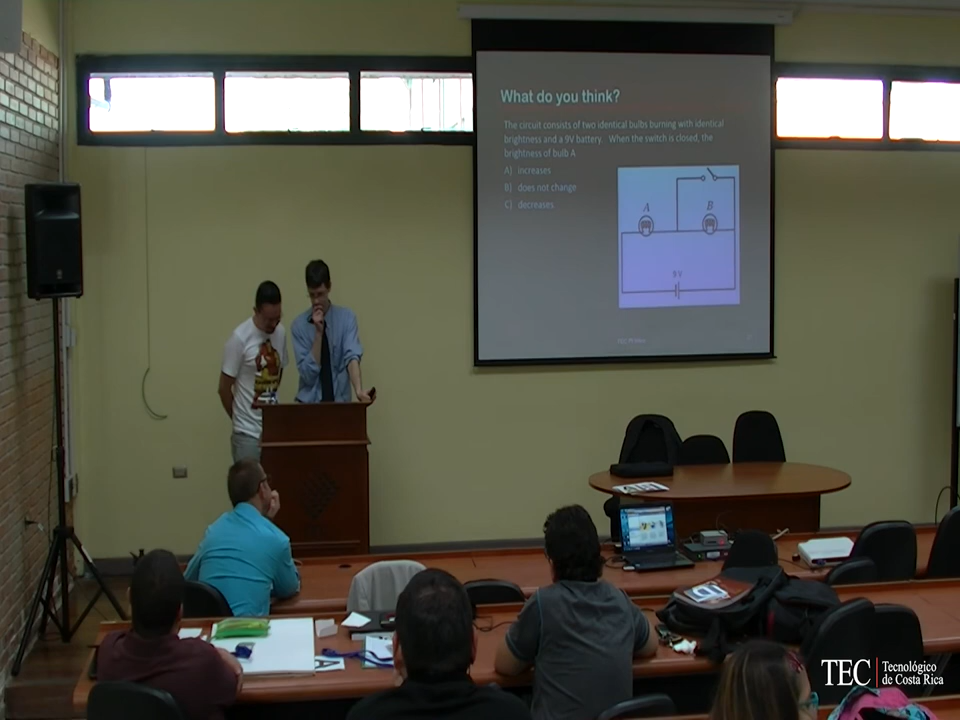 What do you think?
The circuit consists of two identical bulbs burning with identical
brightness and a 9V battery. When the switch is closed, the
brightness of bulb A
A) increases
B) does not change
C) decreases
A
B
9 V
A
TEC
Tecnológico
de Costa Rica